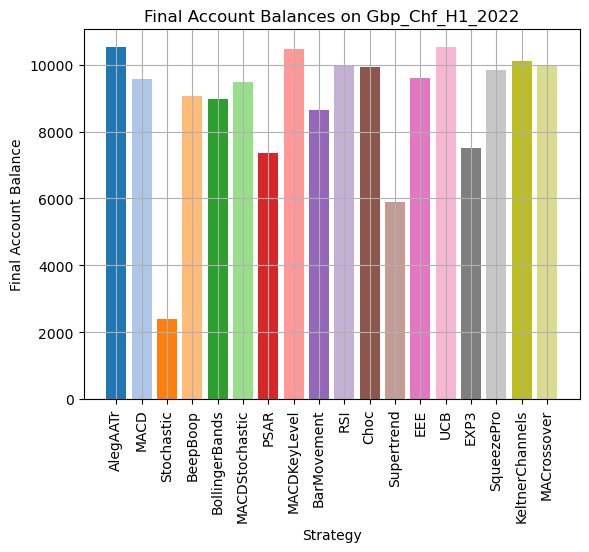 Final Account Balances on Gbp_Chf_H1_2022
Final Account Balance
10000
8000
6000
4000
2000
0
AlegAATr
MACD
Stochastic
BeepBoop
BollingerBands
MACDStochastic
PSAR
MACDKeyLevel
BarMovement
RSI
Choc
Supertrend
EEE
UCB
EXP3
SqueezePro
KeltnerChannels
MACrossover
Strategy